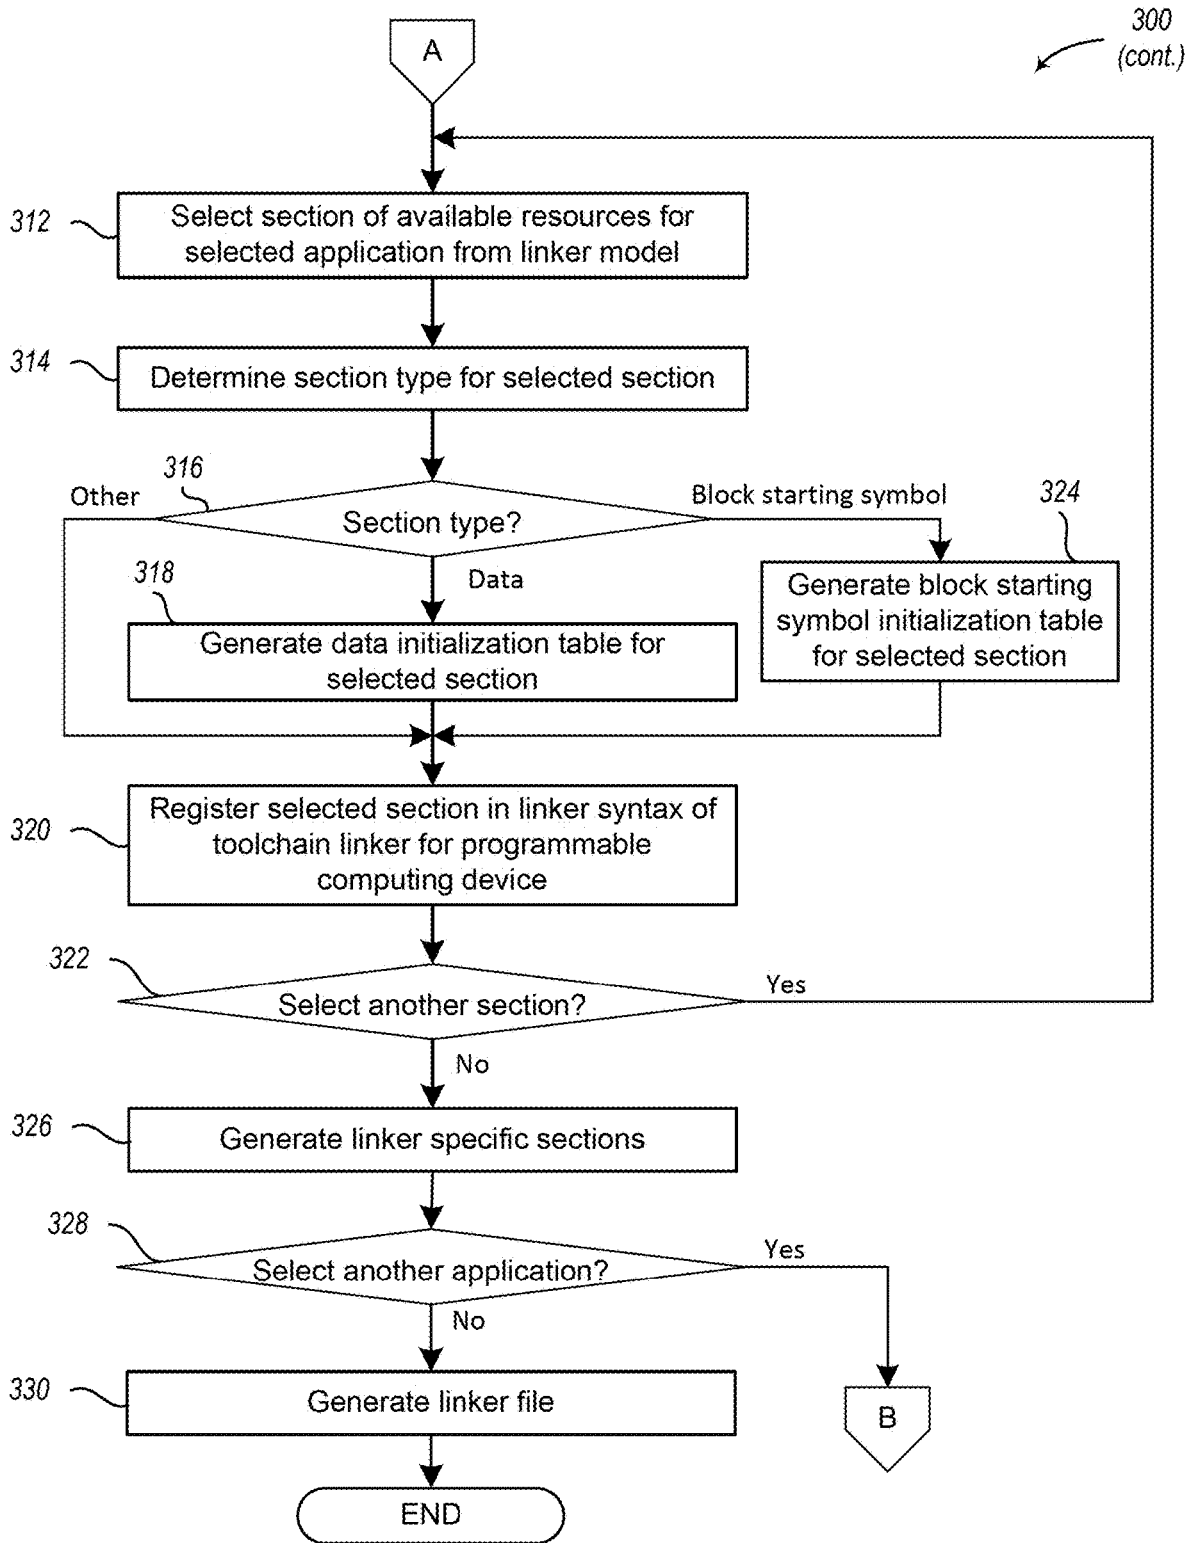 300
(cont.)
A
312
Select section of available resources for
selected application from linker model
314
Determine section type for selected section
316
Other
Section type?
Block starting symbol
324
Data
318
Generate data initialization table for
selected section
Generate block starting
symbol initialization table
for selected section
320
Register selected section in linker syntax of
toolchain linker for programmable
computing device
322
Select another section?
Yes
No
326
Generate linker specific sections
328
Select another application?
Yes
No
330
Generate linker file
B
END